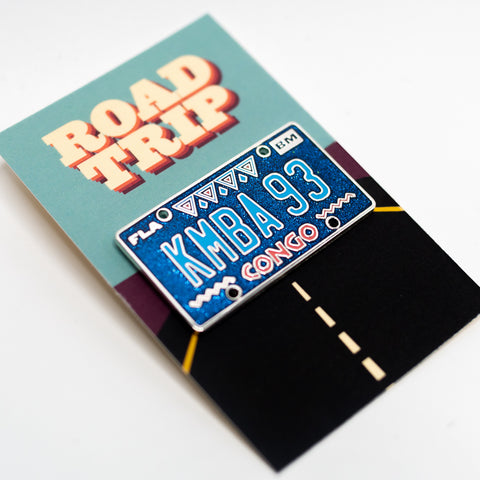 ROAD
TRIP
FLA
BM
KMBA 93
CONGO